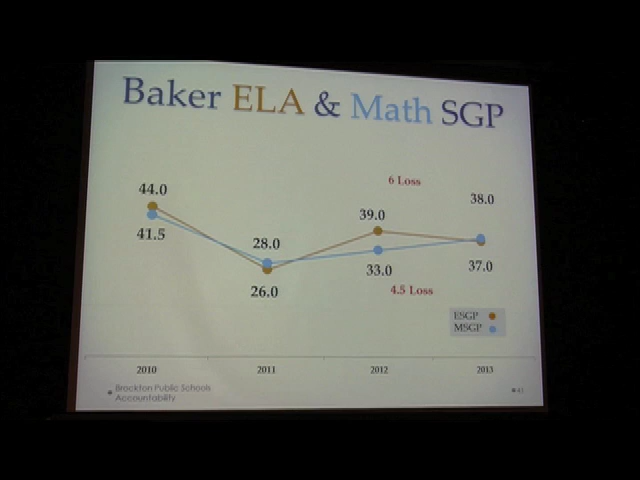 Baker ELA & Math SGP
6 Loss
44.0
39.0
38.0
41.5
28.0
33.0
37.0
26.0
4.5 Loss
ESGP
MSGP
2010
2011
2012
2013
Brockton Public Schools
Accountability